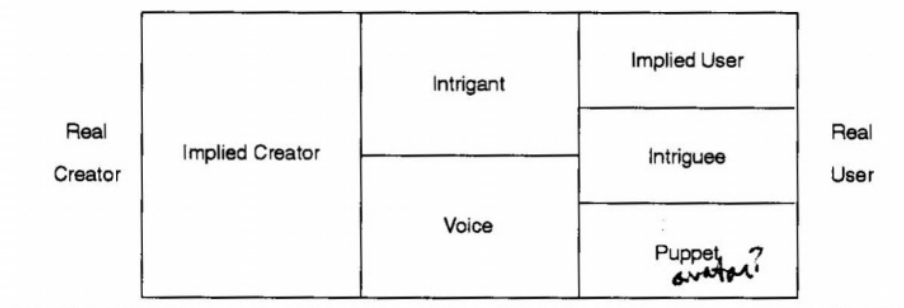 Real
Creator
Implied Creator
Intrigant
Voice
Implied User
Intriguee
Puppet
avatar?
Real
User